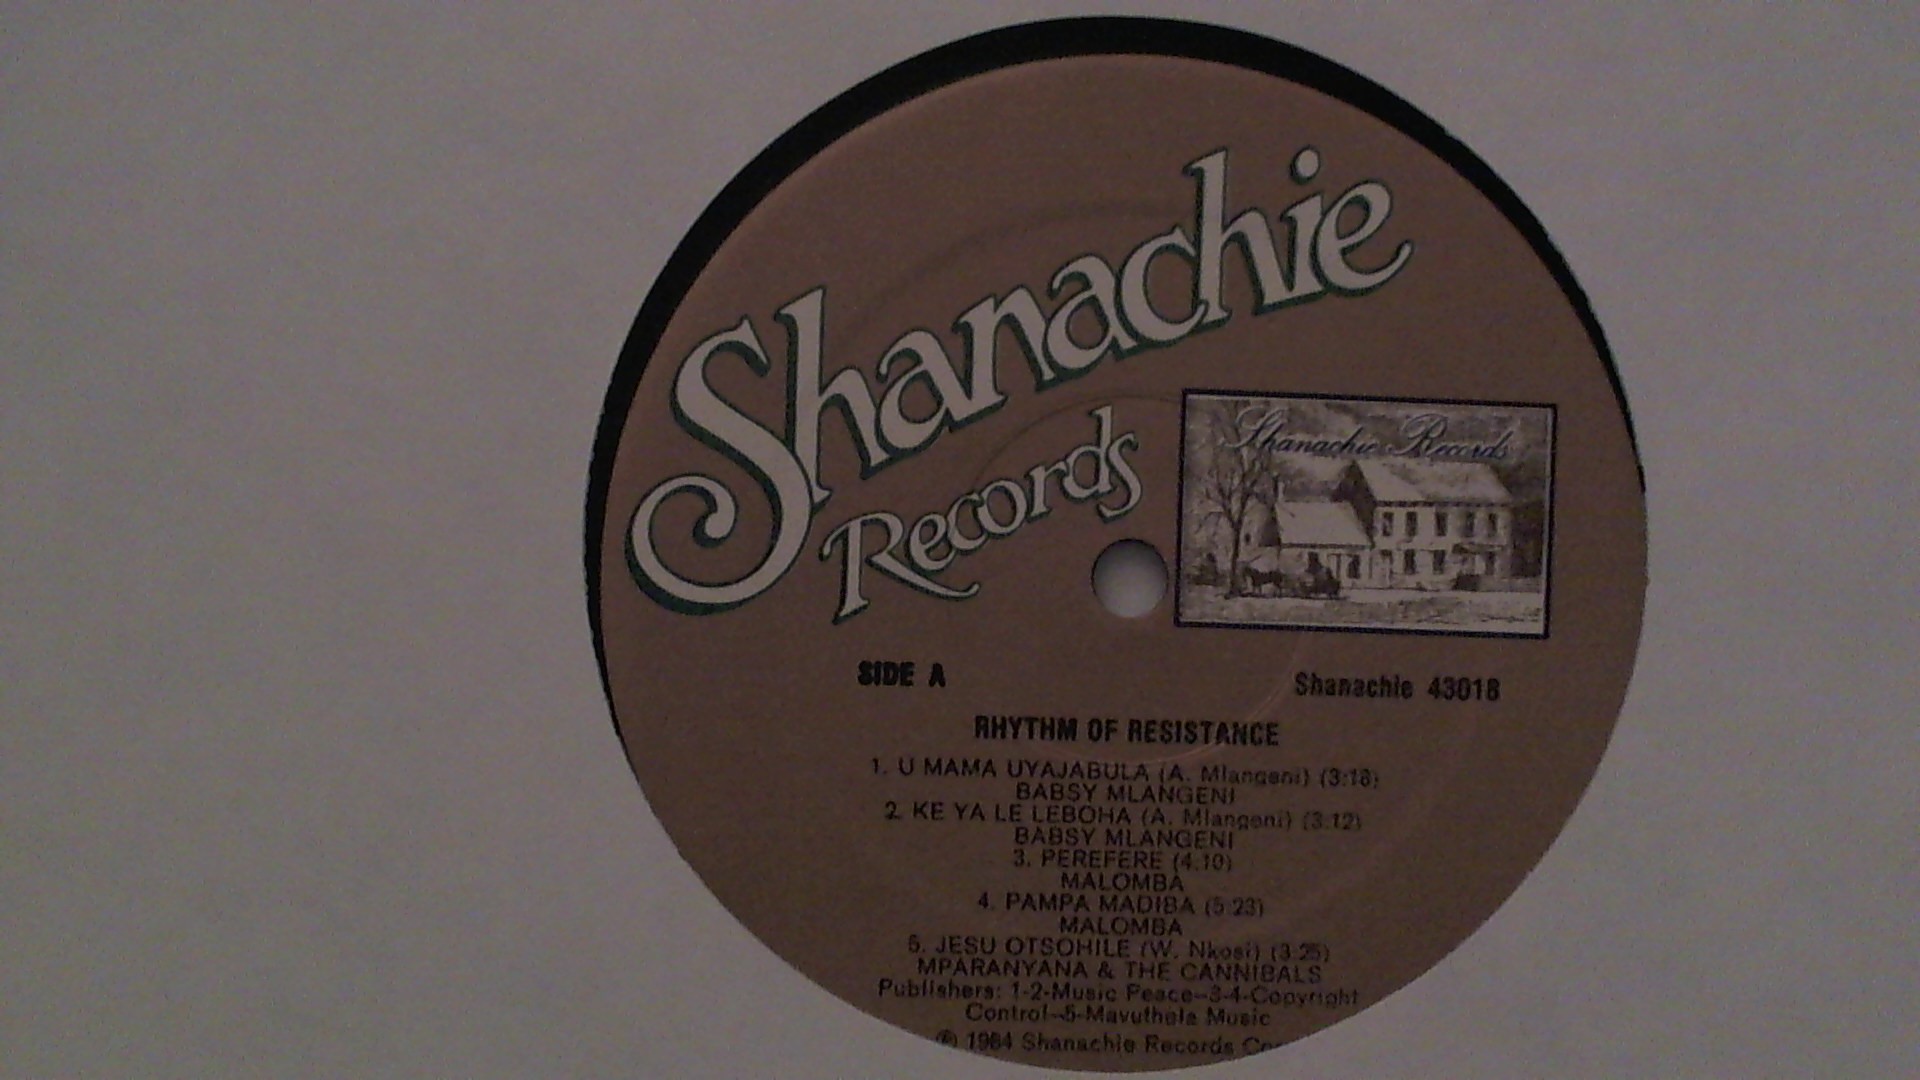 Shanachie
Records
Shanachie Records
SIDE A
Shanachie 43018
RHYTHM OF RESISTANCE
1. U MAMA UYAJABULA (A. Mlangeni) (3:18)
BABSY MLANGENI
2. KE YA LE LEBOHA (A. Mlangeni) (3:12)
BABSY MLANGENI
3. PEREFERE (4:10)
MALOMBA
4. PAMPA MADIBA (5:23)
MALOMBA
5. JESU OTSOHILE (W. Nkosi) (3:25)
MPARANYANA & THE CANNIBALS
Publishers: 1-2-Music Peace—3-4-Copyright
Control—5-Mavuthela Music
℗ 1984 Shanachie Records